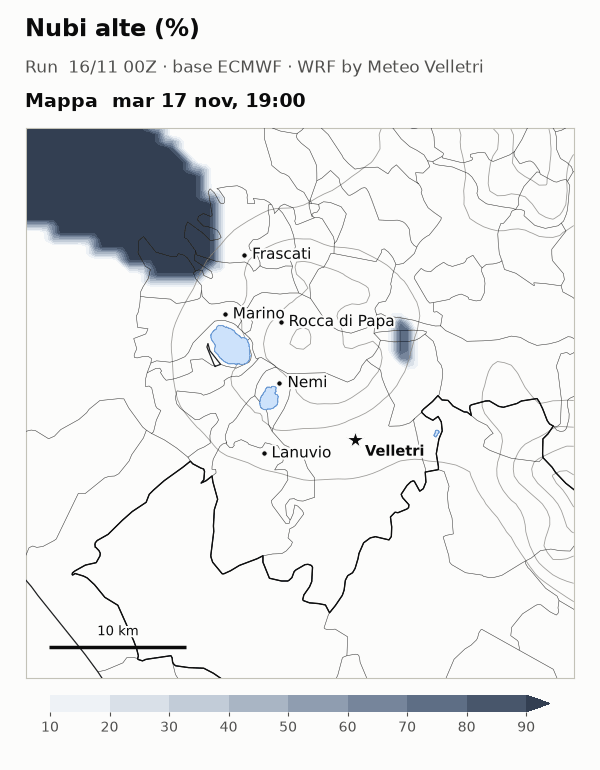 Nubi alte (%)
Run  16/11 00Z · base ECMWF · WRF by Meteo Velletri
Mappa  mar 17 nov, 19:00
Frascati
Marino
Rocca di Papa
Nemi
Velletri
Lanuvio
10 km
10 20 30 40 50 60 70 80 90